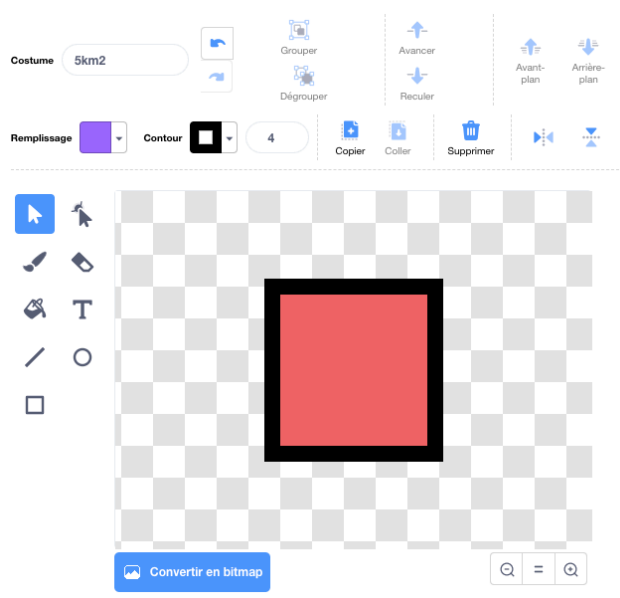 Costume
5km2
Grouper
Dégrouper
Avancer
Reculer
Avant-
plan
Arrière-
plan
Remplissage
Contour
4
Copier
Coller
Supprimer
T
Convertir en bitmap